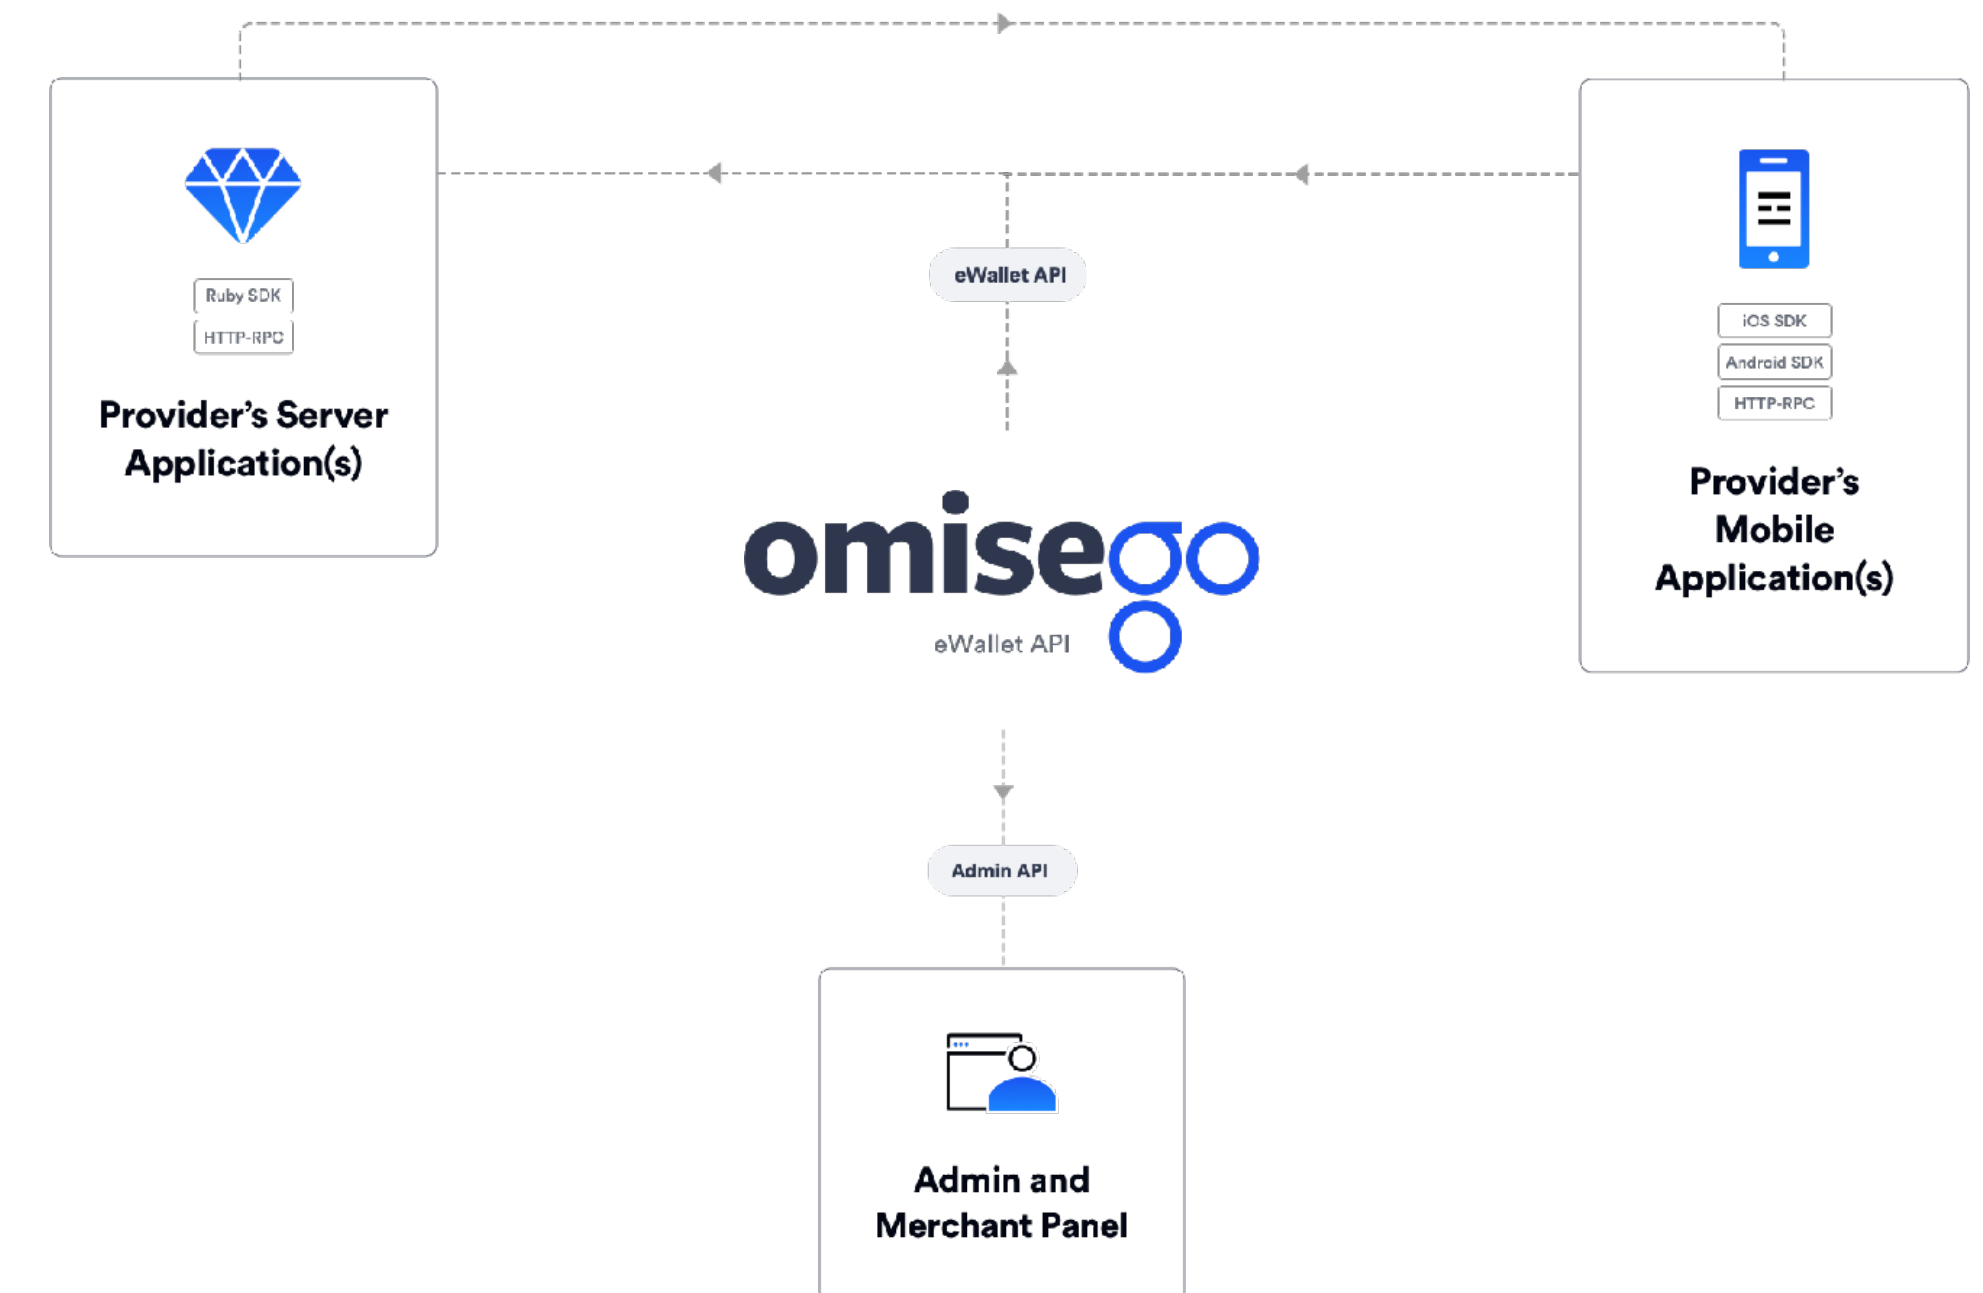 Ruby SDK
HTTP-RPC
Provider's Server
Application(s)
eWallet API
iOS SDK
Android SDK
HTTP-RPC
Provider's
Mobile
Application(s)
omisego
eWallet API
Admin API
Admin and
Merchant Panel